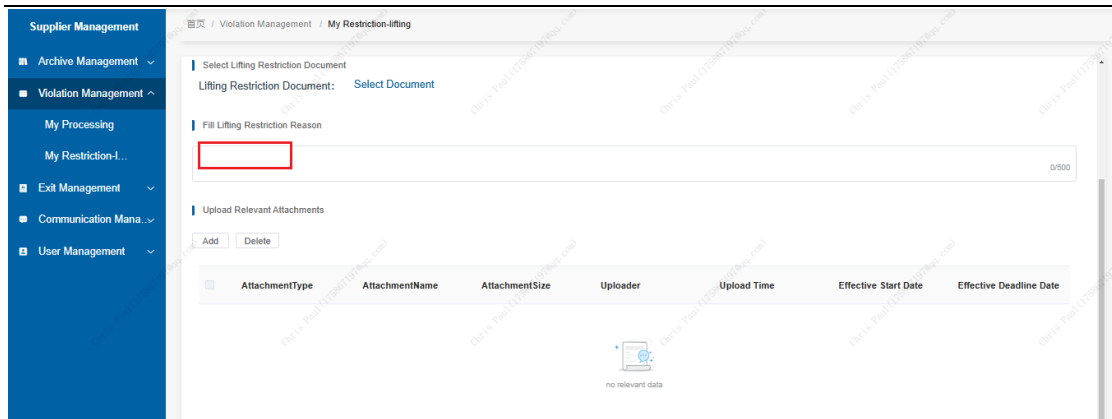 Supplier Management
首页 / Violation Management / My Restriction-lifting
Archive Management
Violation Management
My Processing
My Restriction-l...
Exit Management
Communication Mana...
User Management
Select Lifting Restriction Document
Lifting Restriction Document: Select Document
Fill Lifting Restriction Reason
0/500
Upload Relevant Attachments
Add Delete
AttachmentType AttachmentName AttachmentSize Uploader Upload Time Effective Start Date Effective Deadline Date
no relevant data